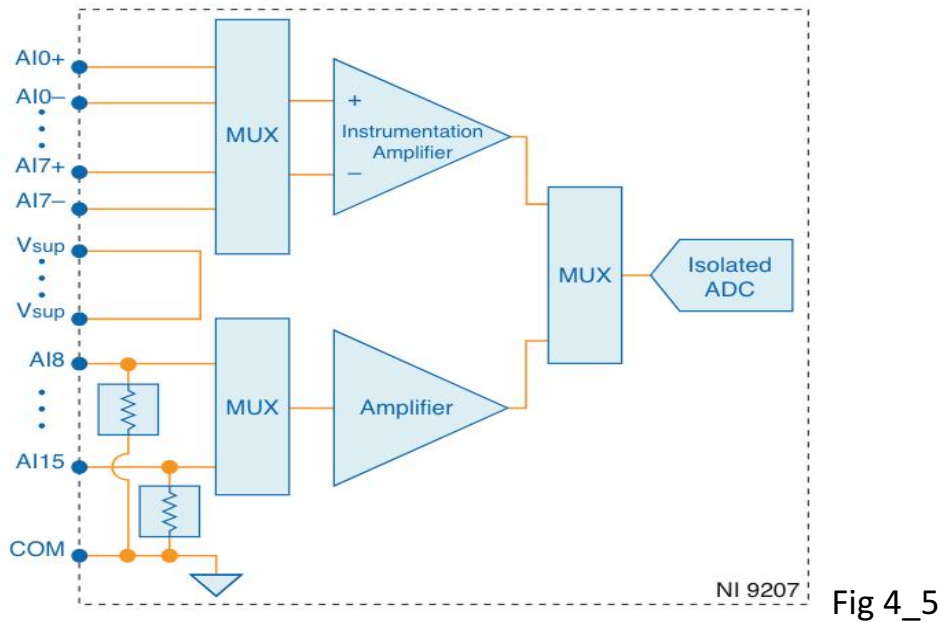 AI0+
AI0–
AI7+
AI7–
Vsup
Vsup
AI8
AI15
COM
MUX
+
Instrumentation
Amplifier
–
MUX
Amplifier
MUX
Isolated
ADC
NI 9207
Fig 4_5